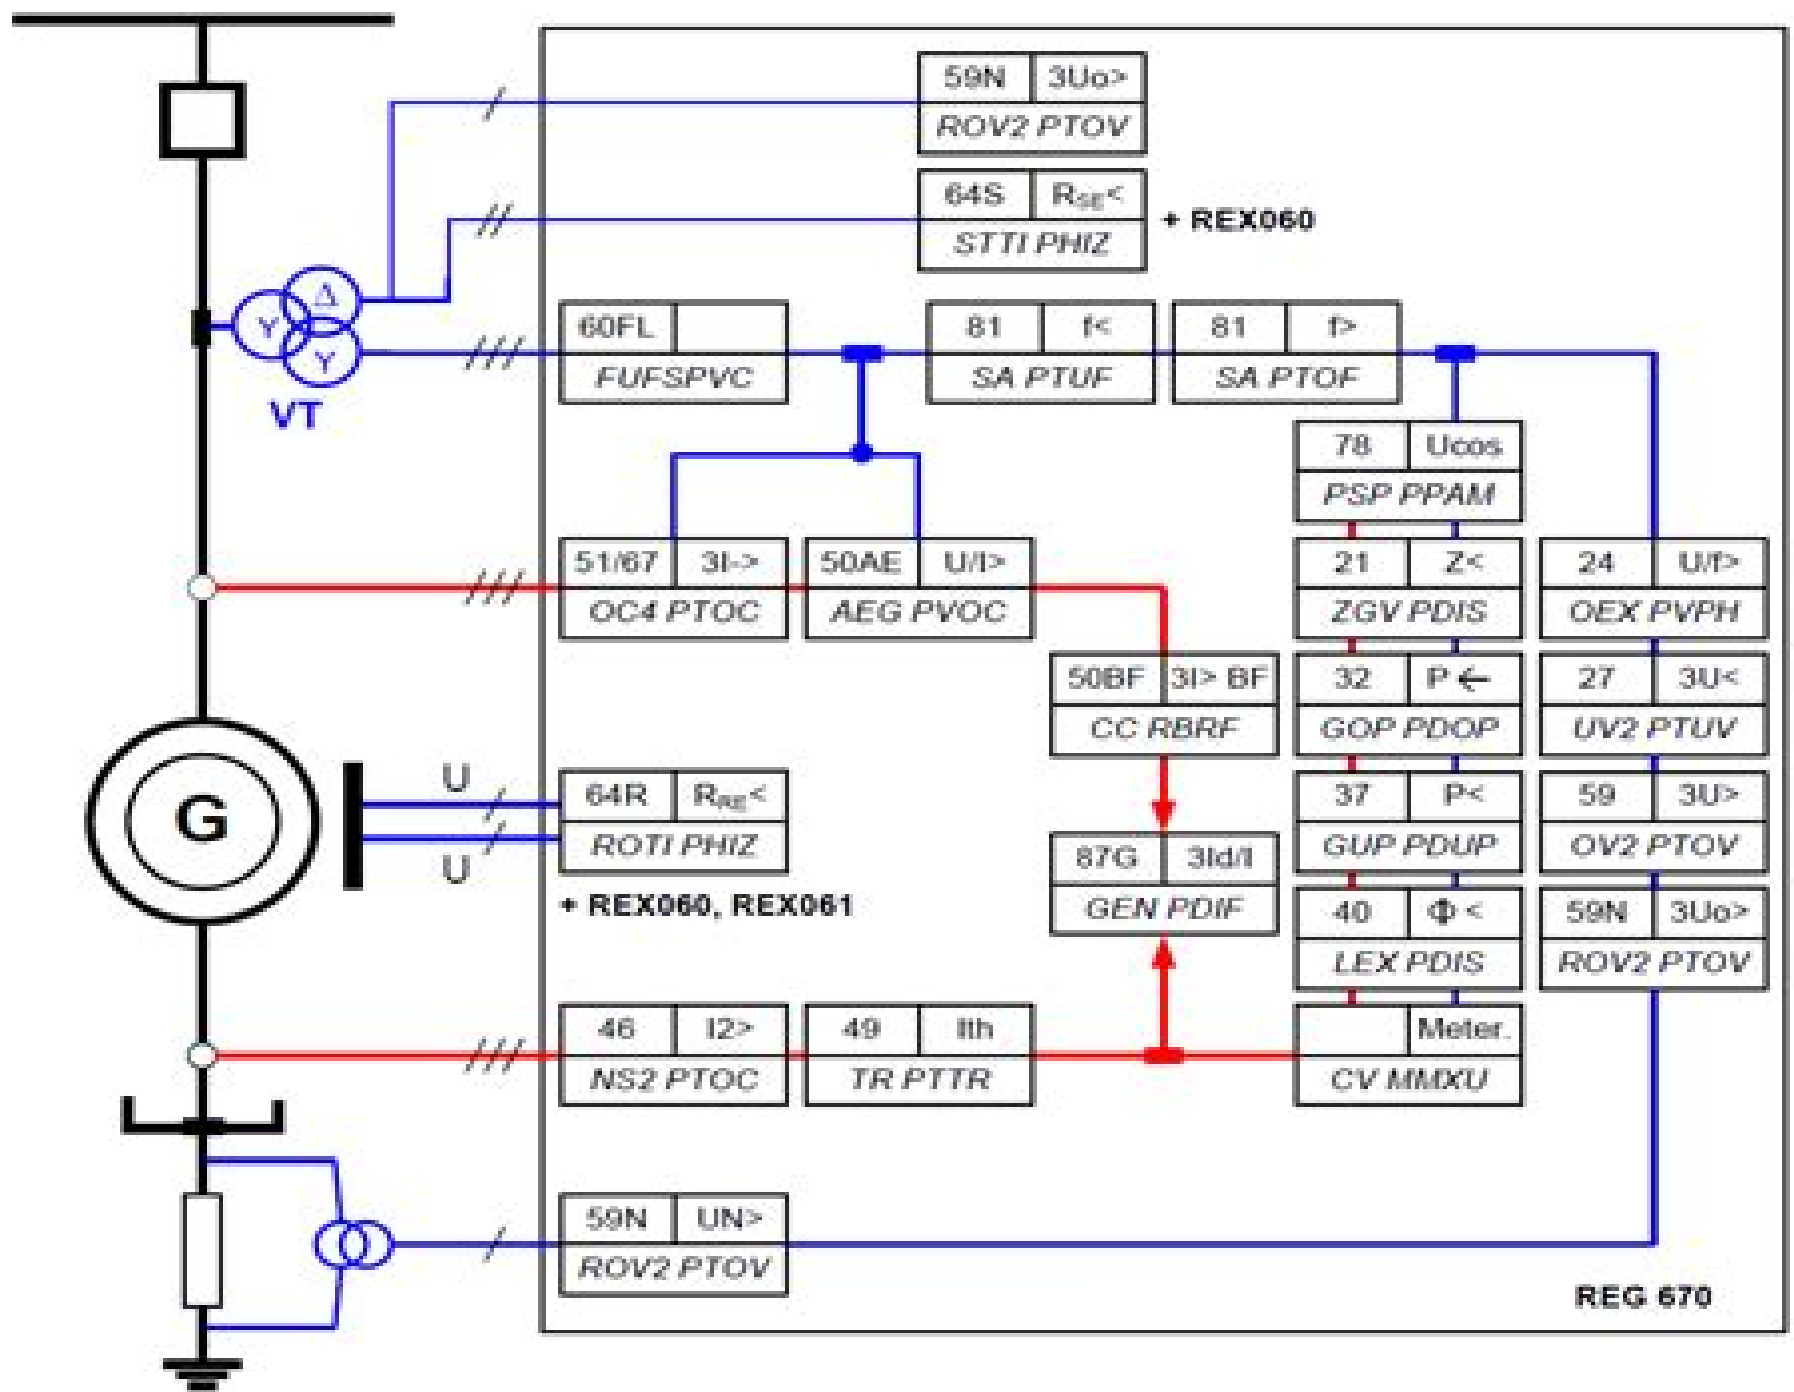 59N 3Uo>
ROV2 PTOV
64S RSE<
STTI PHIZ
+ REX060
Δ
Y
Y
VT
60FL
FUFSPVC
81 f<
SA PTUF
81 f>
SA PTOF
78 Ucos
PSP PPAM
51/67 3I->
OC4 PTOC
50AE U/I>
AEG PVOC
21 Z<
ZGV PDIS
24 U/f>
OEX PVPH
50BF 3I> BF
CC RBRF
32 P ←
GOP PDOP
27 3U<
UV2 PTUV
G
U
U
64R RRE<
ROTI PHIZ
+ REX060, REX061
87G 3Id/I
GEN PDIF
37 P<
GUP PDUP
59 3U>
OV2 PTOV
40 Φ <
LEX PDIS
59N 3Uo>
ROV2 PTOV
46 I2>
NS2 PTOC
49 Ith
TR PTTR
Meter.
CV MMXU
59N UN>
ROV2 PTOV
REG 670